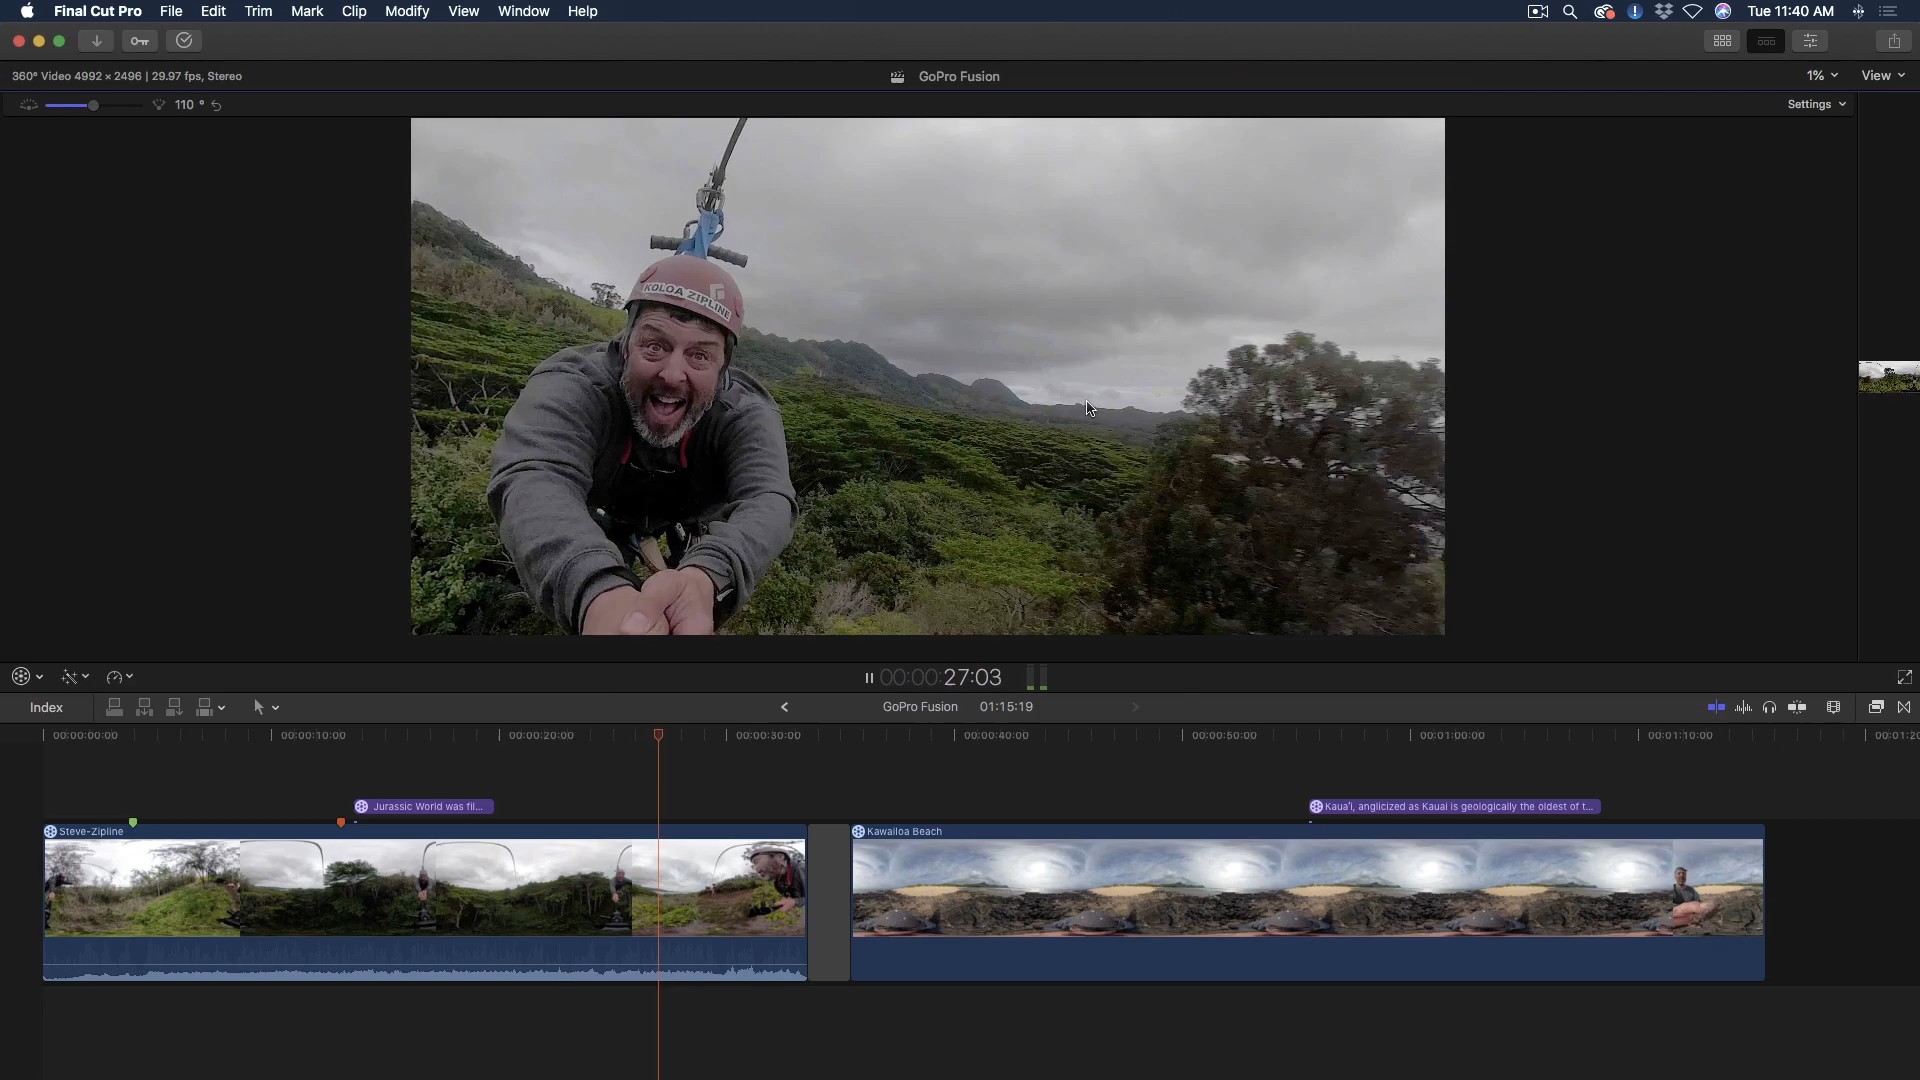 Final Cut Pro File Edit Trim Mark Clip Modify View Window Help
Tue 11:40 AM
360° Video 4992 × 2496 | 29.97 fps, Stereo
GoPro Fusion
1%
View
110 °
Settings
KOLOA ZIPLINE
00:00:27:03
Index
GoPro Fusion 01:15:19
00:00:00:00 00:00:10:00 00:00:20:00 00:00:30:00 00:00:40:00 00:00:50:00 00:01:00:00 00:01:10:00 00:01:20
Jurassic World was fil...
Kaua'i, anglicized as Kauai is geologically the oldest of t...
Steve-Zipline
Kawailoa Beach